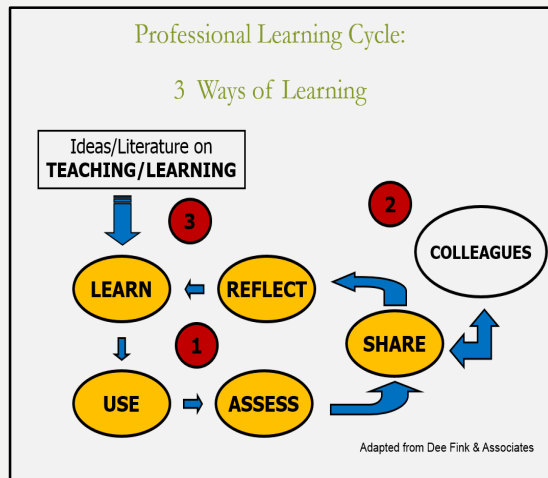 Professional Learning Cycle:
3 Ways of Learning
Ideas/Literature on
TEACHING/LEARNING
3
2
COLLEAGUES
LEARN
REFLECT
SHARE
1
USE
ASSESS
Adapted from Dee Fink & Associates